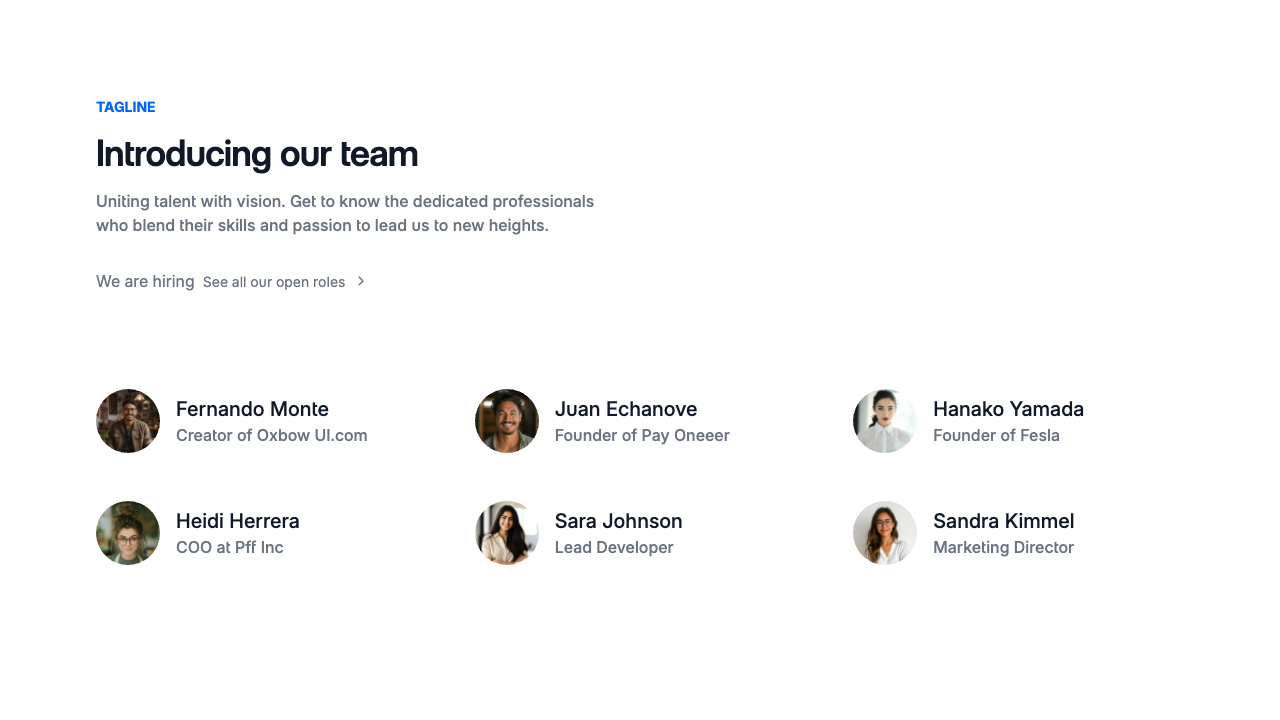 TAGLINE
Introducing our team
Uniting talent with vision. Get to know the dedicated professionals
who blend their skills and passion to lead us to new heights.
We are hiring See all our open roles
Fernando Monte
Creator of Oxbow UI.com
Juan Echanove
Founder of Pay Oneeer
Hanako Yamada
Founder of Fesla
Heidi Herrera
COO at Pff Inc
Sara Johnson
Lead Developer
Sandra Kimmel
Marketing Director